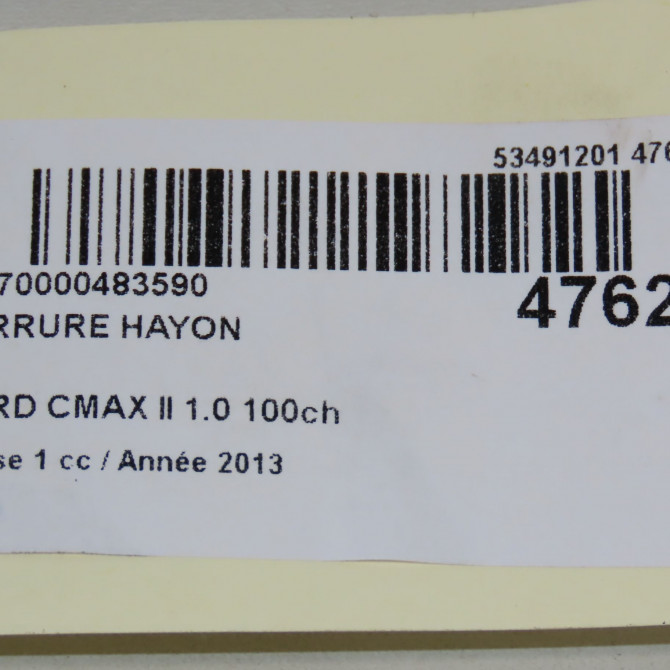 53491201 476
70000483590
4762
RRURE HAYON
RD CMAX II 1.0 100ch
se 1 cc / Année 2013